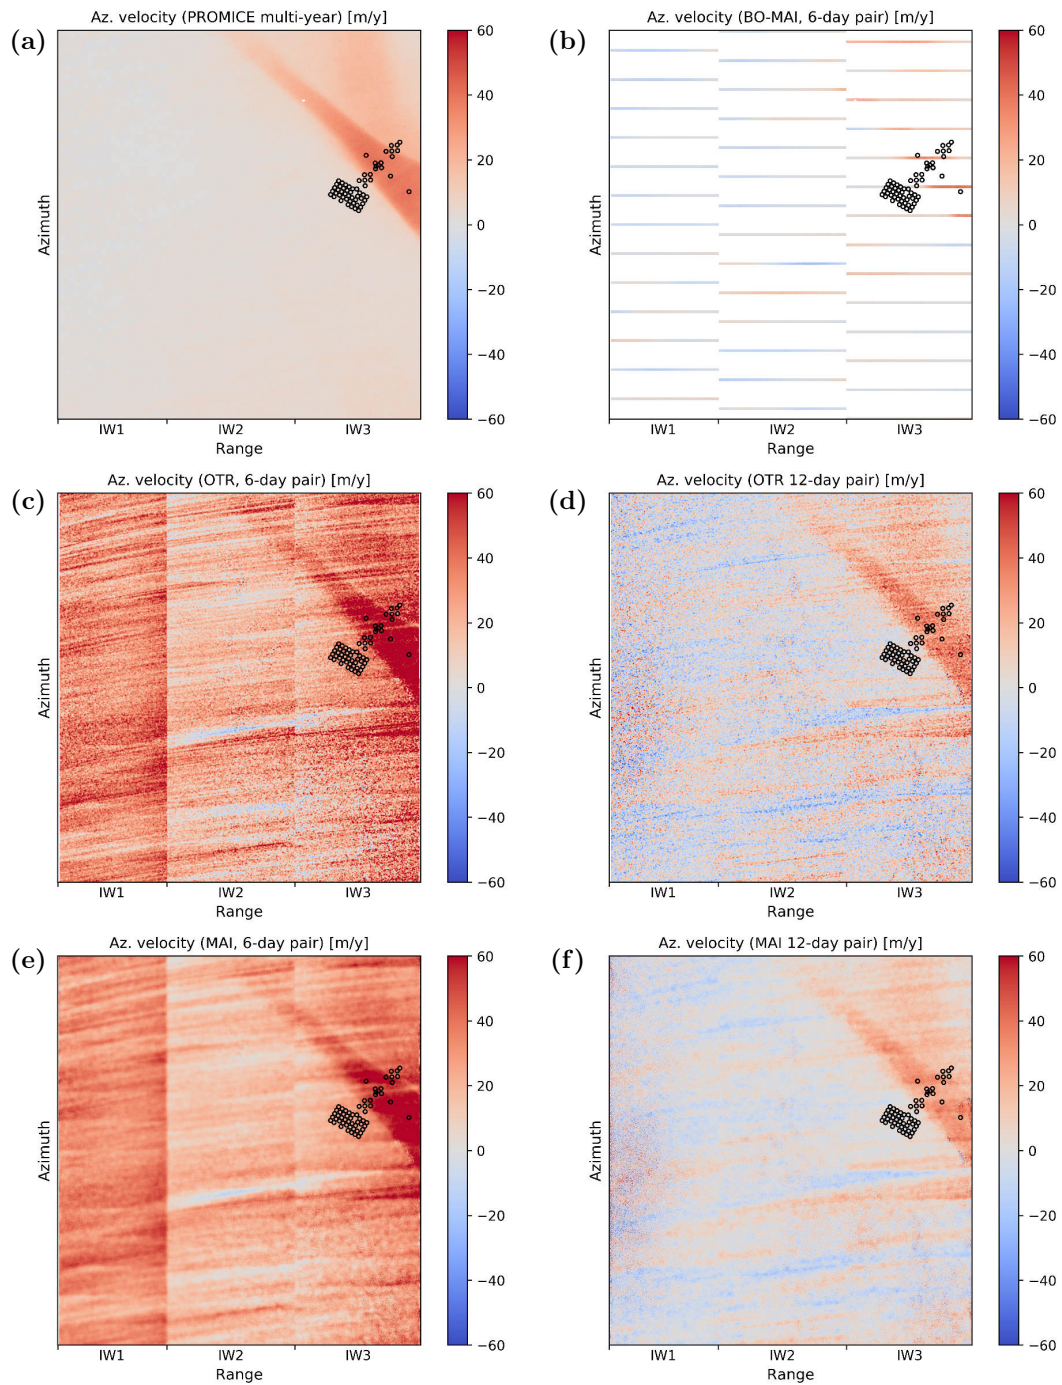 Az. velocity (PROMICE multi-year) [m/y]
(a)
Azimuth
IW1 IW2 IW3
Range
60
40
20
0
−20
−40
−60
Az. velocity (BO-MAI, 6-day pair) [m/y]
(b)
Azimuth
IW1 IW2 IW3
Range
60
40
20
0
−20
−40
−60
Az. velocity (OTR, 6-day pair) [m/y]
(c)
Azimuth
IW1 IW2 IW3
Range
60
40
20
0
−20
−40
−60
Az. velocity (OTR 12-day pair) [m/y]
(d)
Azimuth
IW1 IW2 IW3
Range
60
40
20
0
−20
−40
−60
Az. velocity (MAI, 6-day pair) [m/y]
(e)
Azimuth
IW1 IW2 IW3
Range
60
40
20
0
−20
−40
−60
Az. velocity (MAI 12-day pair) [m/y]
(f)
Azimuth
IW1 IW2 IW3
Range
60
40
20
0
−20
−40
−60